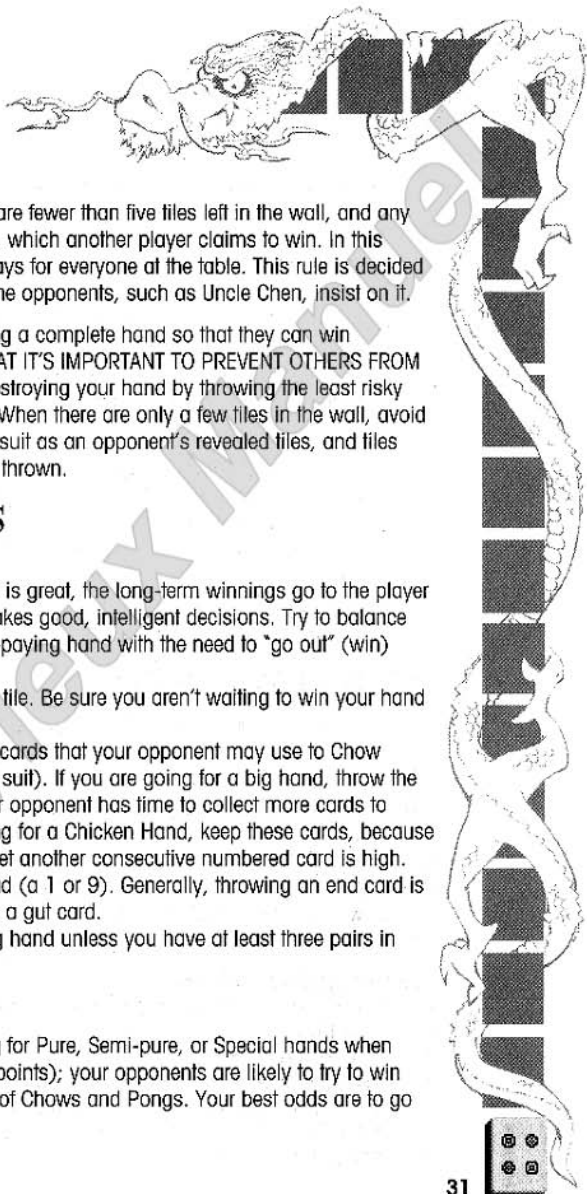 are fewer than five tiles left in the wall, and any
which another player claims to win. In this
ays for everyone at the table. This rule is decided
ne opponents, such as Uncle Chen, insist on it.
g a complete hand so that they can win
AT IT'S IMPORTANT TO PREVENT OTHERS FROM
stroying your hand by throwing the least risky
When there are only a few tiles in the wall, avoid
suit as an opponent's revealed tiles, and tiles
thrown.
S
is great, the long-term winnings go to the player
akes good, intelligent decisions. Try to balance
paying hand with the need to "go out" (win)
tile. Be sure you aren't waiting to win your hand
cards that your opponent may use to Chow
suit). If you are going for a big hand, throw the
r opponent has time to collect more cards to
ng for a Chicken Hand, keep these cards, because
et another consecutive numbered card is high.
d (a 1 or 9). Generally, throwing an end card is
a gut card.
g hand unless you have at least three pairs in
g for Pure, Semi-pure, or Special hands when
points); your opponents are likely to try to win
of Chows and Pongs. Your best odds are to go
31
ieux Manuel